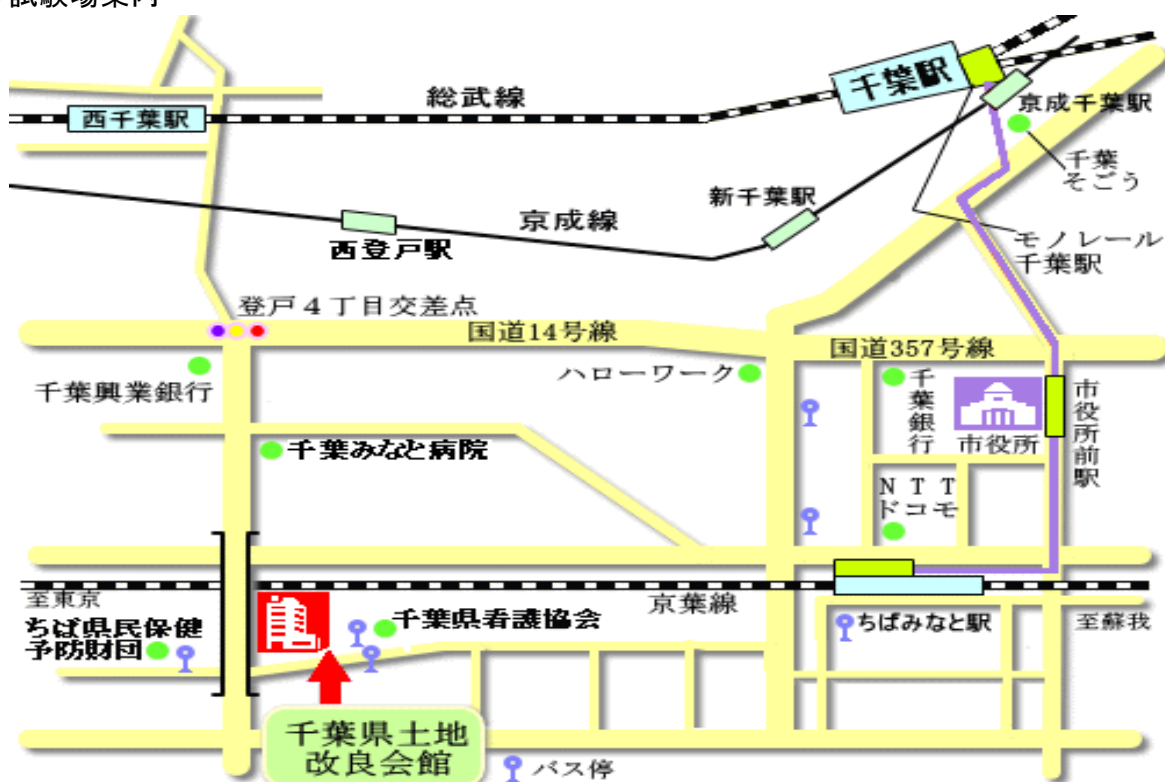 試験場案内
千葉駅
総武線
西千葉駅
京成千葉駅
千葉
そごう
新千葉駅
京成線
西登戸駅
モノレール
千葉駅
登戸4丁目交差点
国道14号線
国道357号線
千葉興業銀行
ハローワーク
千葉銀行
市役所
市役所前駅
千葉みなと病院
NTT
ドコモ
至東京
京葉線
ちばみなと駅
至蘇我
ちば県民保健
予防財団
千葉県看護協会
千葉県土地
改良会館
バス停